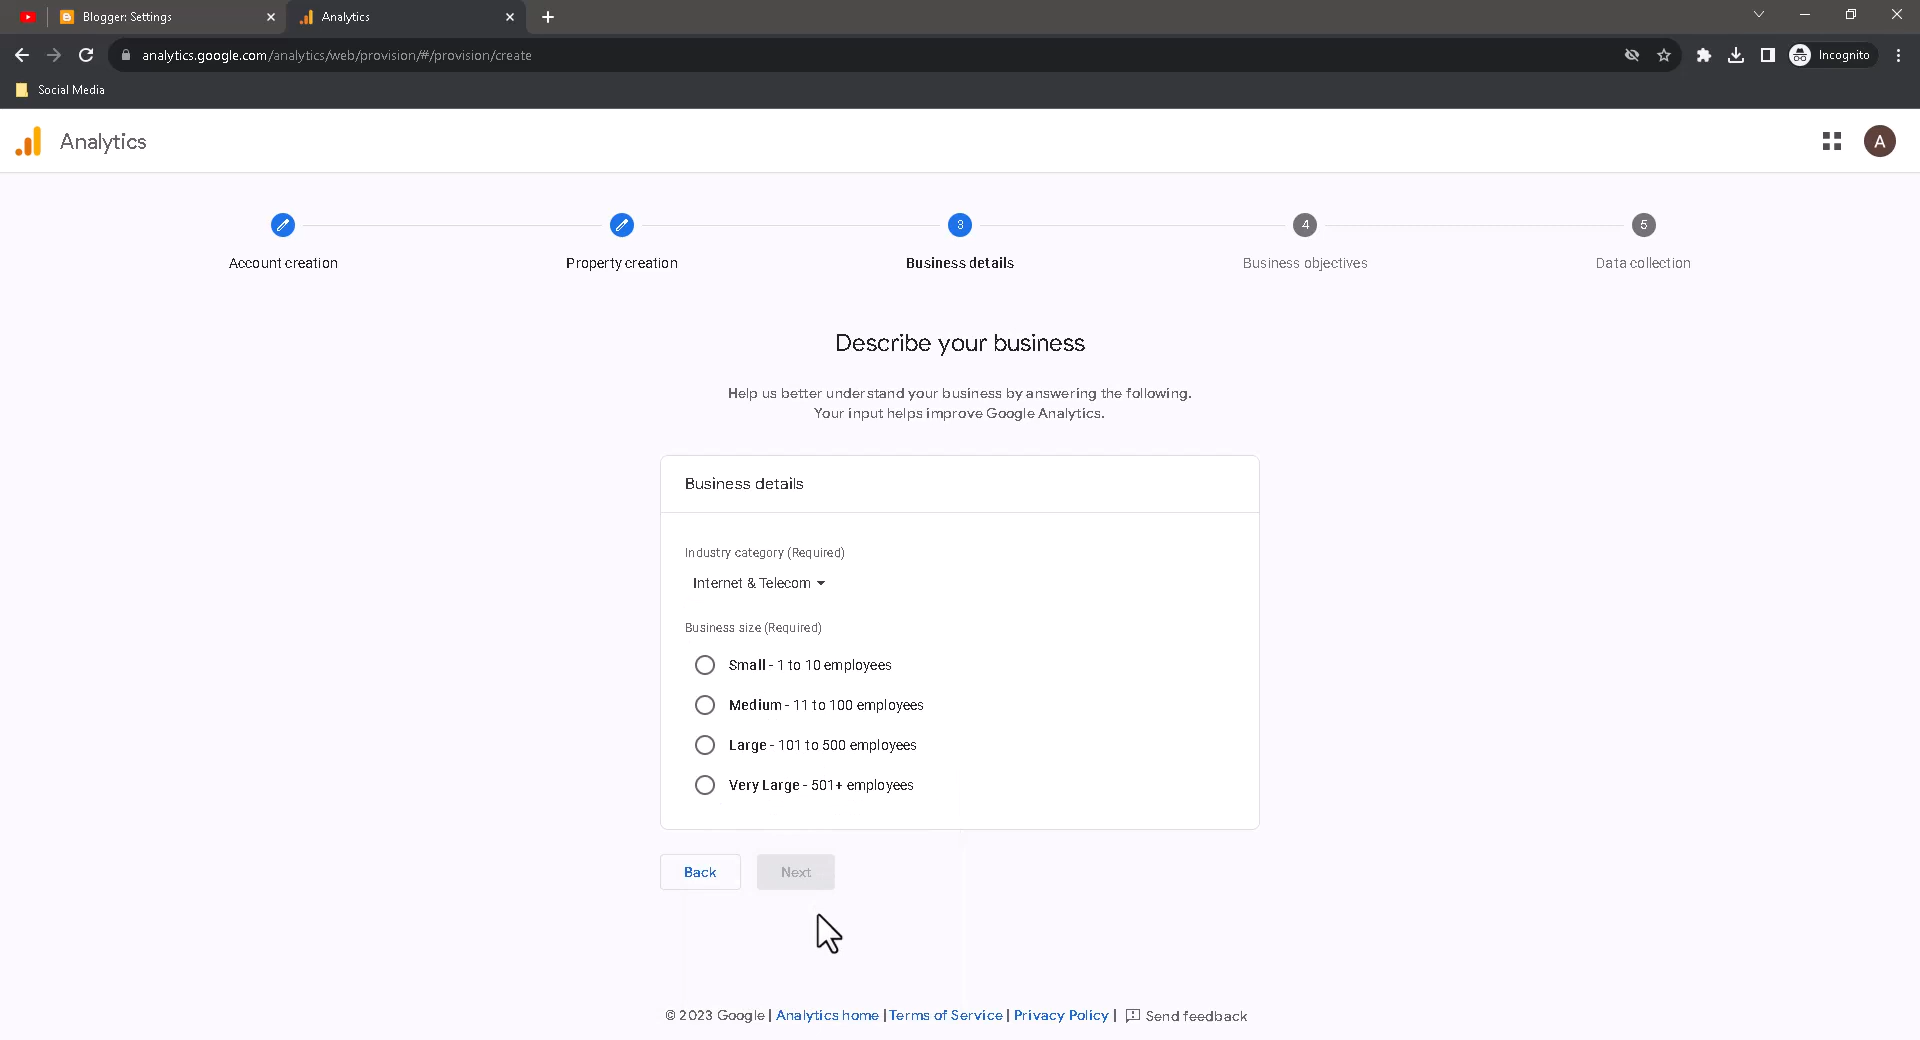 Blogger: Settings
Analytics
analytics.google.com/analytics/web/provision/#/provision/create
Incognito
Social Media
Analytics
A
3
4
5
Account creation
Property creation
Business details
Business objectives
Data collection
Describe your business
Help us better understand your business by answering the following.
Your input helps improve Google Analytics.
Business details
Industry category (Required)
Internet & Telecom
Business size (Required)
Small - 1 to 10 employees
Medium - 11 to 100 employees
Large - 101 to 500 employees
Very Large - 501+ employees
Back
Next
© 2023 Google | Analytics home | Terms of Service | Privacy Policy | Send feedback